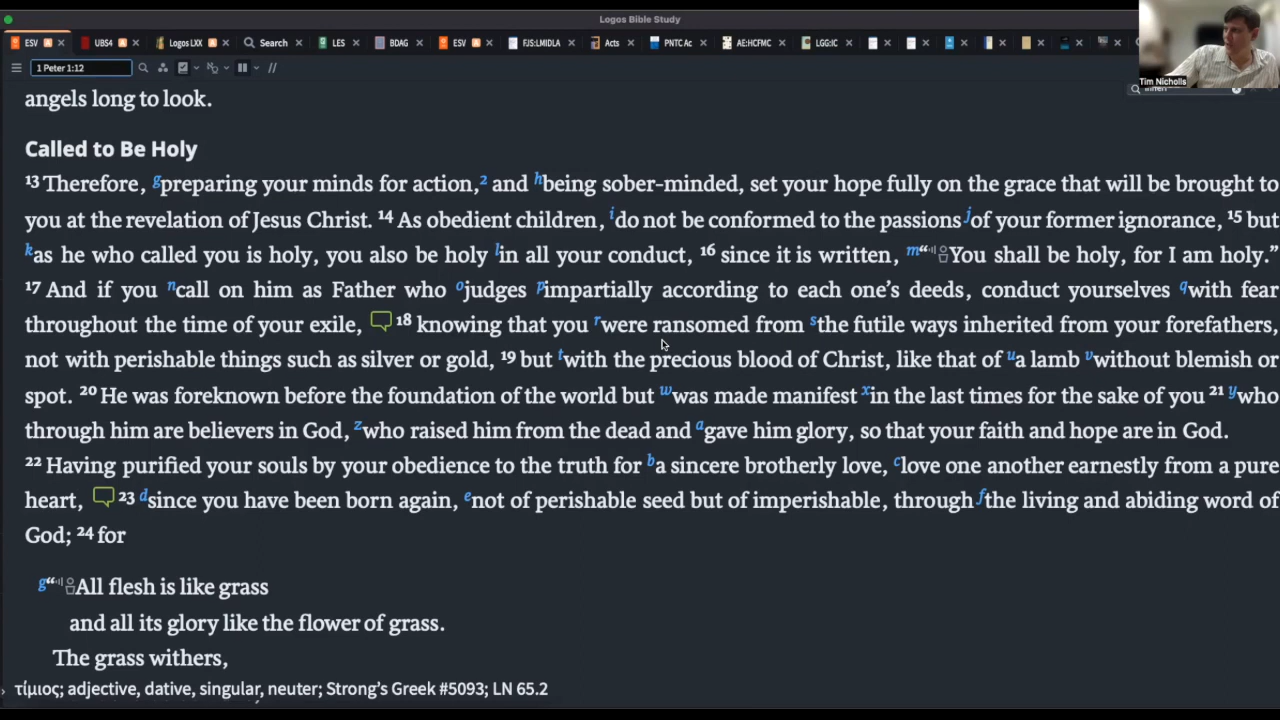 Logos Bible Study
ESV A UBS4 A Logos LXX A Search LES BDAG ESV A FJS:LMIDLA Acts PNTC Ac AE:HCFMC LGG:IC
1 Peter 1:12
Tim Nicholls
angels long to look.
Called to Be Holy
13 Therefore, g preparing your minds for action, 2 and h being sober-minded, set your hope fully on the grace that will be brought to
you at the revelation of Jesus Christ. 14 As obedient children, i do not be conformed to the passions j of your former ignorance, 15 but
k as he who called you is holy, you also be holy l in all your conduct, 16 since it is written, m “You shall be holy, for I am holy.”
17 And if you n call on him as Father who o judges p impartially according to each one’s deeds, conduct yourselves q with fear
throughout the time of your exile, 18 knowing that you r were ransomed from s the futile ways inherited from your forefathers,
not with perishable things such as silver or gold, 19 but t with the precious blood of Christ, like that of u a lamb v without blemish or
spot. 20 He was foreknown before the foundation of the world but w was made manifest x in the last times for the sake of you 21 y who
through him are believers in God, z who raised him from the dead and a gave him glory, so that your faith and hope are in God.
22 Having purified your souls by your obedience to the truth for b a sincere brotherly love, c love one another earnestly from a pure
heart, 23 d since you have been born again, e not of perishable seed but of imperishable, through f the living and abiding word of
God; 24 for
g “All flesh is like grass
and all its glory like the flower of grass.
The grass withers,
τίμιος; adjective, dative, singular, neuter; Strong’s Greek #5093; LN 65.2